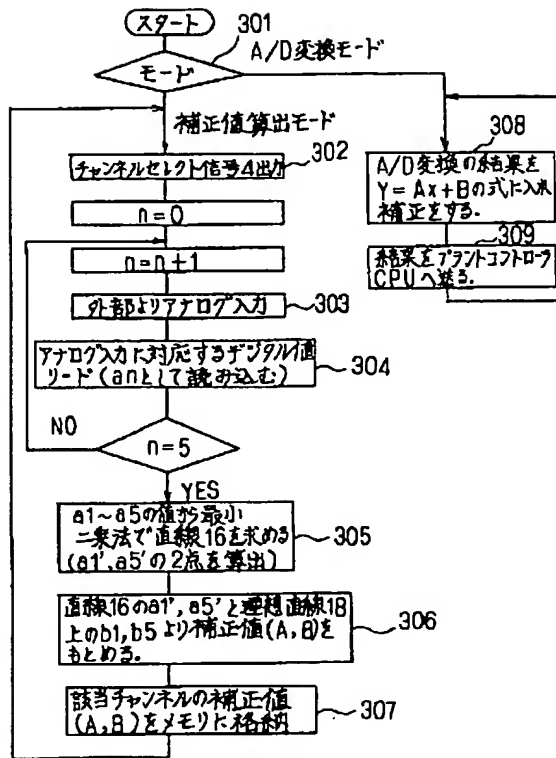 スタート
301
A/D変換モード
モード
補正値算出モード
302
チャンネルセレクト信号4出力
n=0
n=n+1
外部よりアナログ入力
303
アナログ入力に対応するデジタル値
リード(anとして読み込む)
304
NO
n=5
YES
a1~a5の値から最小
二乗法で直線16を求める
(a1',a5'の2点を算出)
305
直線16のa1',a5'と理想直線18
上のb1,b5より補正値(A,B)を
もとめる。
306
該当チャンネルの補正値
(A,B)をメモリに格納
307
308
A/D変換の結果を
Y=Ax+Bの式に入れ
補正をする。
309
結果をプラントコントローラ
CPUへ送る。